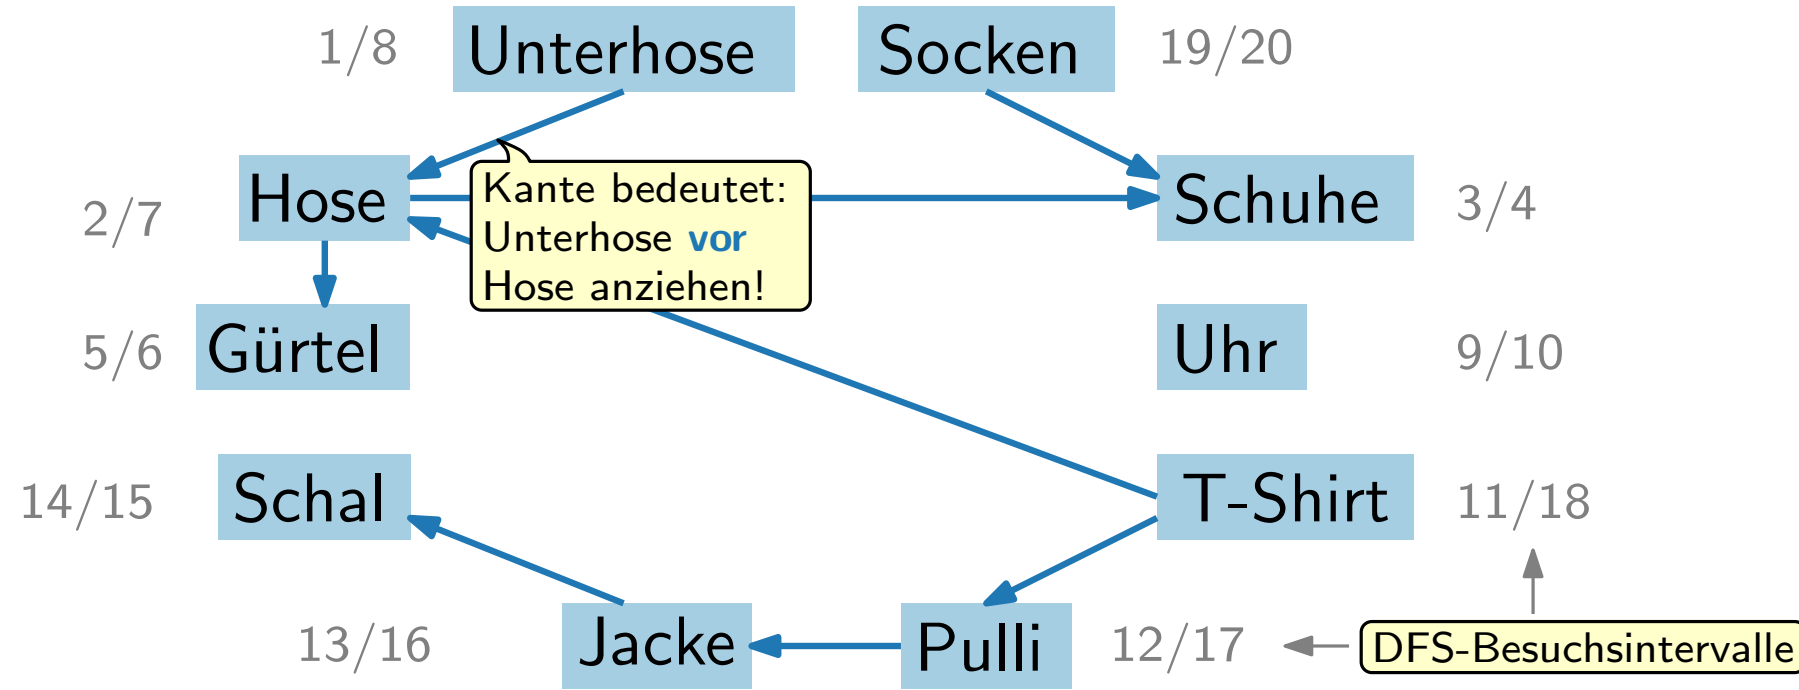 1/8
Unterhose
Socken
19/20
2/7
Hose
Kante bedeutet:
Unterhose vor
Hose anziehen!
Schuhe
3/4
5/6
Gürtel
Uhr
9/10
14/15
Schal
T-Shirt
11/18
13/16
Jacke
Pulli
12/17
DFS-Besuchsintervalle